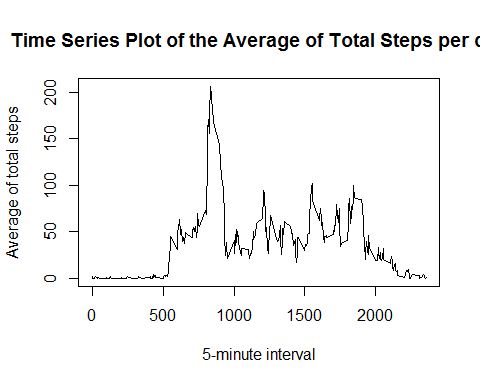 Time Series Plot of the Average of Total Steps per d
Average of total steps
200
150
100
50
0
0 500 1000 1500 2000
5-minute interval